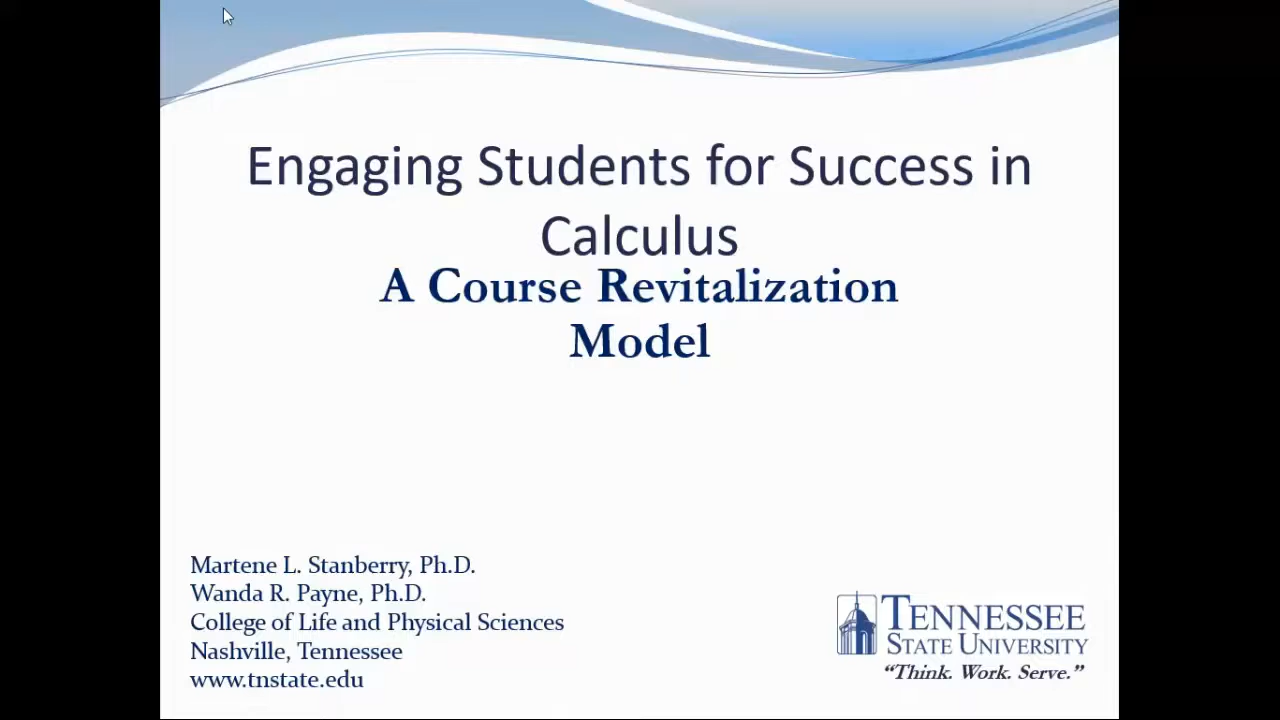 Engaging Students for Success in
Calculus
A Course Revitalization
Model
Martene L. Stanberry, Ph.D.
Wanda R. Payne, Ph.D.
College of Life and Physical Sciences
Nashville, Tennessee
www.tnstate.edu
TENNESSEE
STATE UNIVERSITY
“Think. Work. Serve.”